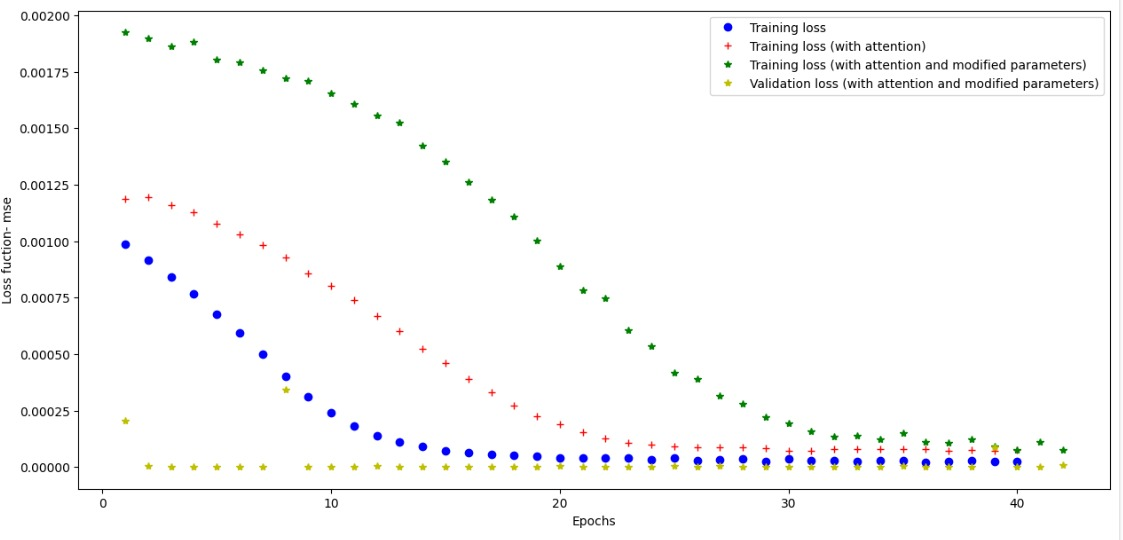 0.00200
0.00175
0.00150
0.00125
0.00100
0.00075
0.00050
0.00025
0.00000
Loss fuction- mse
Training loss
Training loss (with attention)
Training loss (with attention and modified parameters)
Validation loss (with attention and modified parameters)
0 10 20 30 40
Epochs